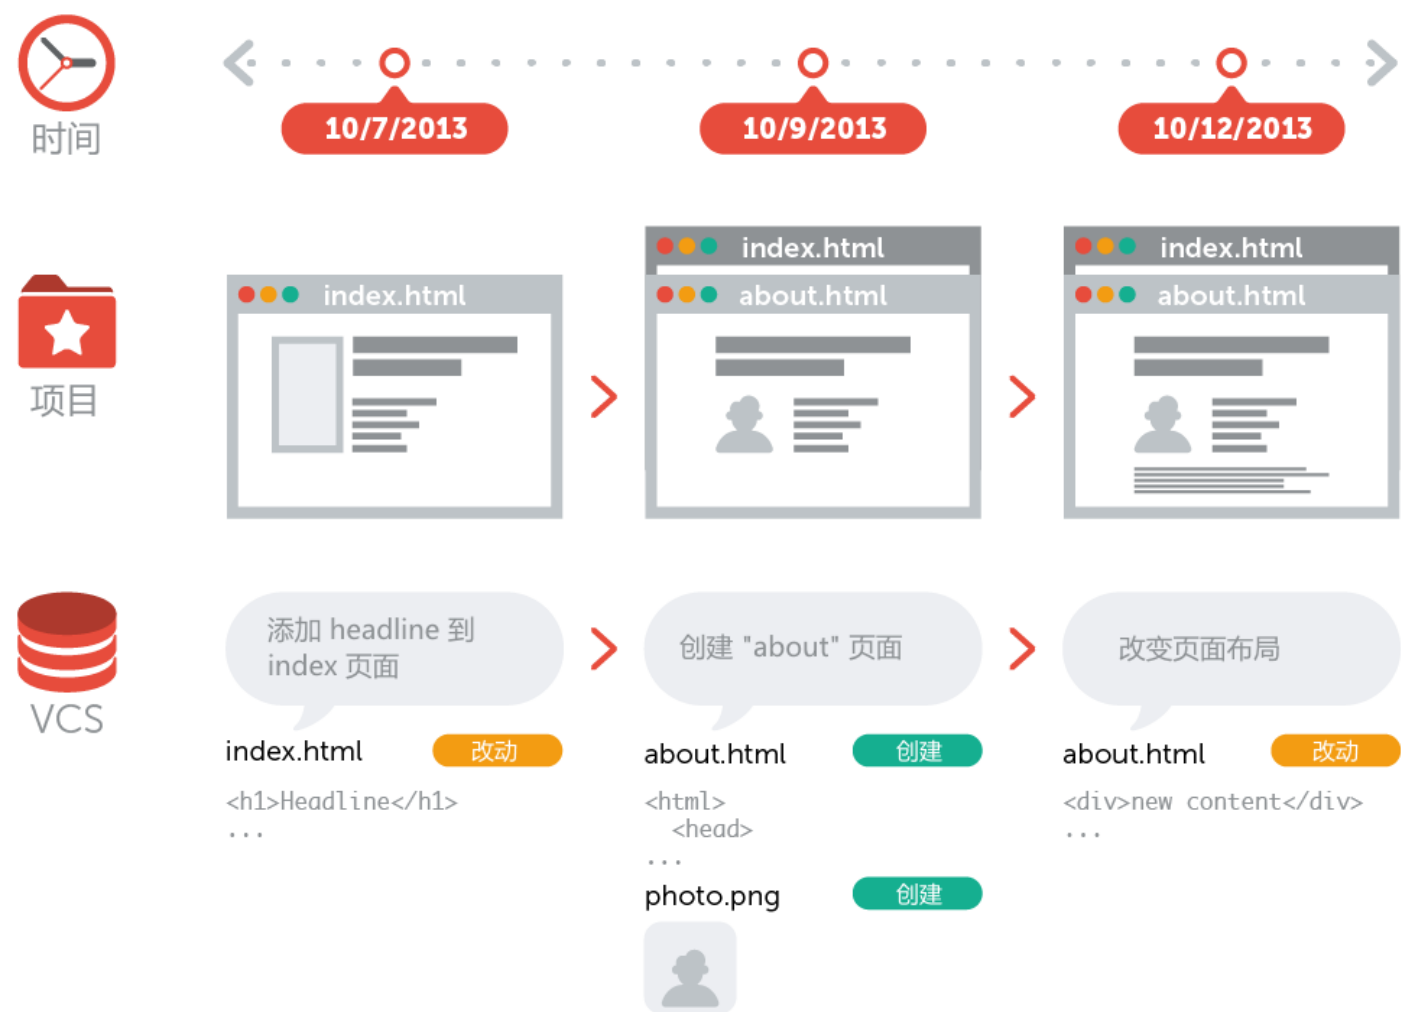 时间
10/7/2013
10/9/2013
10/12/2013
项目
index.html
index.html
about.html
index.html
about.html
VCS
添加 headline 到
index 页面
创建 "about" 页面
改变页面布局
index.html
改动
<h1>Headline</h1>
...
about.html
创建
<html>
<head>
...
photo.png
创建
about.html
改动
<div>new content</div>
...